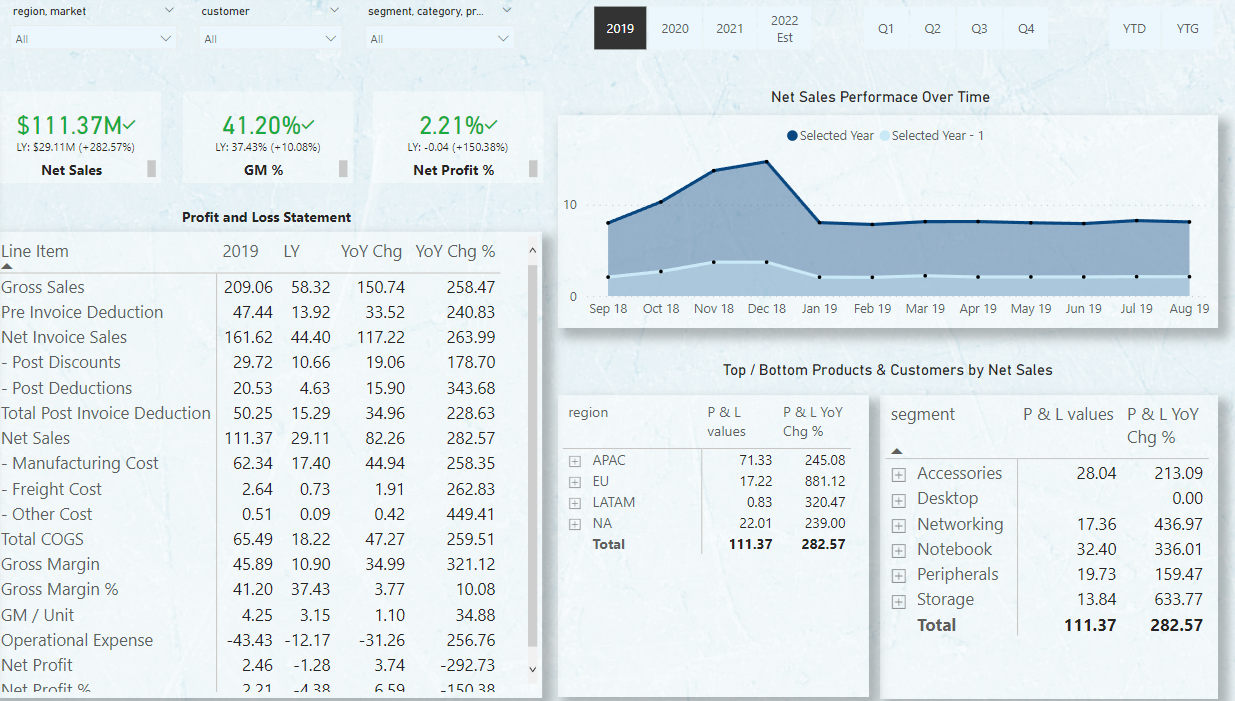 region, market customer segment, category, pr...
All All All
2019 2020 2021 2022 Est Q1 Q2 Q3 Q4 YTD YTG
$111.37M
LY: $29.11M (+282.57%)
Net Sales
41.20%
LY: 37.43% (+10.08%)
GM %
2.21%
LY: -0.04 (+150.38%)
Net Profit %
Net Sales Performace Over Time
Selected Year Selected Year - 1
10
0
Sep 18 Oct 18 Nov 18 Dec 18 Jan 19 Feb 19 Mar 19 Apr 19 May 19 Jun 19 Jul 19 Aug 19
Profit and Loss Statement
Line Item 2019 LY YoY Chg YoY Chg %
Gross Sales 209.06 58.32 150.74 258.47
Pre Invoice Deduction 47.44 13.92 33.52 240.83
Net Invoice Sales 161.62 44.40 117.22 263.99
- Post Discounts 29.72 10.66 19.06 178.70
- Post Deductions 20.53 4.63 15.90 343.68
Total Post Invoice Deduction 50.25 15.29 34.96 228.63
Net Sales 111.37 29.11 82.26 282.57
- Manufacturing Cost 62.34 17.40 44.94 258.35
- Freight Cost 2.64 0.73 1.91 262.83
- Other Cost 0.51 0.09 0.42 449.41
Total COGS 65.49 18.22 47.27 259.51
Gross Margin 45.89 10.90 34.99 321.12
Gross Margin % 41.20 37.43 3.77 10.08
GM / Unit 4.25 3.15 1.10 34.88
Operational Expense -43.43 -12.17 -31.26 256.76
Net Profit 2.46 -1.28 3.74 -292.73
Net Profit % 2.21 -4.38 6.59 -150.38
Top / Bottom Products & Customers by Net Sales
region P & L values P & L YoY Chg %
APAC 71.33 245.08
EU 17.22 881.12
LATAM 0.83 320.47
NA 22.01 239.00
Total 111.37 282.57
segment P & L values P & L YoY Chg %
Accessories 28.04 213.09
Desktop 0.00
Networking 17.36 436.97
Notebook 32.40 336.01
Peripherals 19.73 159.47
Storage 13.84 633.77
Total 111.37 282.57